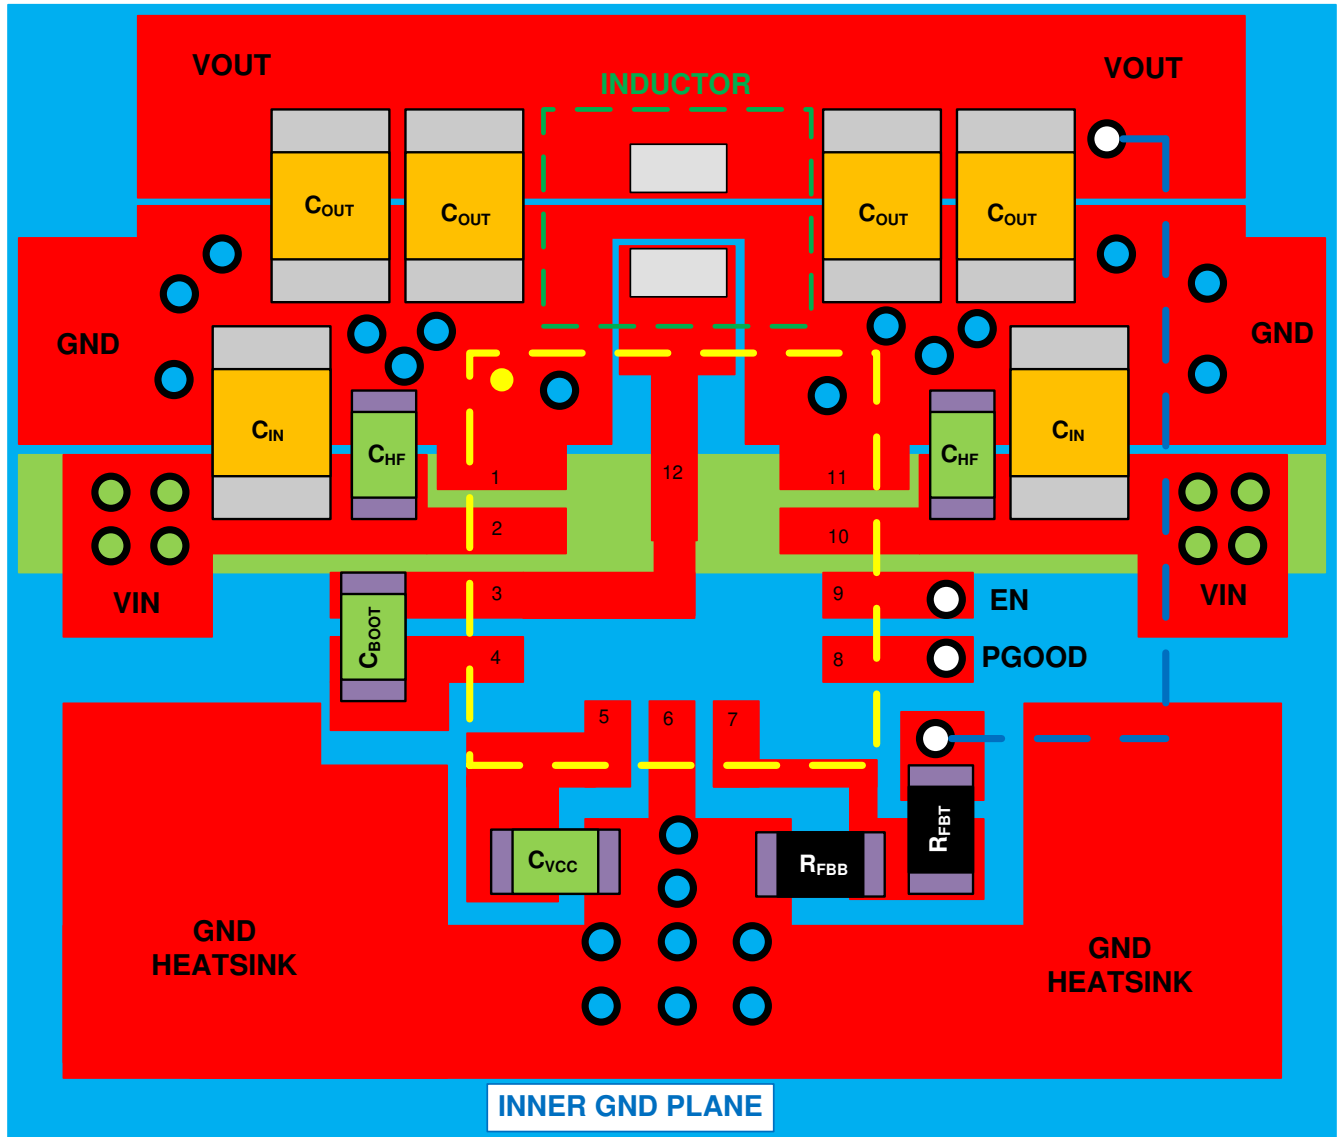 VOUT
VOUT
INDUCTOR
COUT
COUT
COUT
COUT
GND
GND
CIN
CHF
CHF
CIN
1
12
11
2
10
VIN
3
9
EN
VIN
CBOOT
4
8
PGOOD
5
6
7
CVCC
RFBB
RFBT
GND
HEATSINK
GND
HEATSINK
INNER GND PLANE